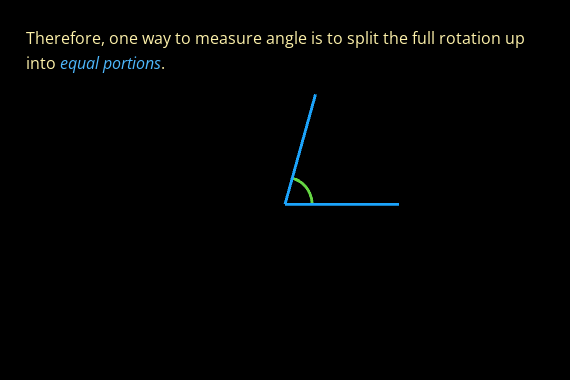 Therefore, one way to measure angle is to split the full rotation up
into equal portions.